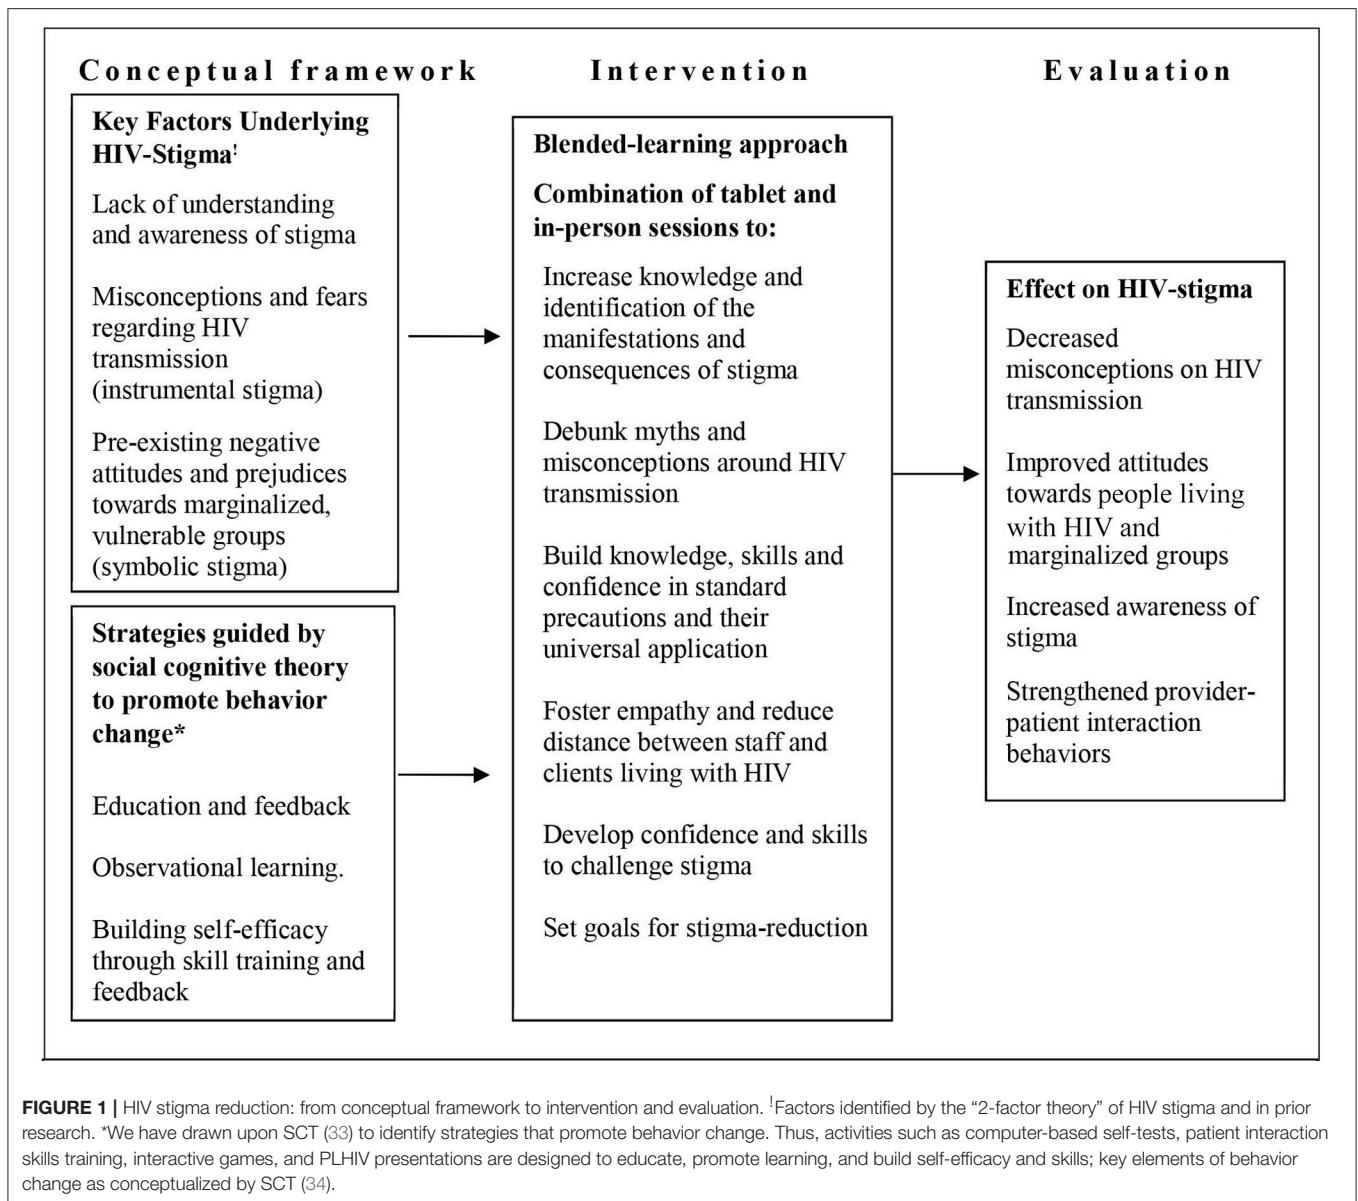 Conceptual framework
Key Factors Underlying
HIV-Stigma!
Lack of understanding
and awareness of stigma
Misconceptions and fears
regarding HIV
transmission
(instrumental stigma)
Pre-existing negative
attitudes and prejudices
towards marginalized,
vulnerable groups
(symbolic stigma)
Strategies guided by
social cognitive theory
to promote behavior
change*
Education and feedback
Observational learning.
Building self-efficacy
through skill training and
feedback
Intervention
Blended-learning approach
Combination of tablet and
in-person sessions to:
Increase knowledge and
identification of the
manifestations and
consequences of stigma
Debunk myths and
misconceptions around HIV
transmission
Build knowledge, skills and
confidence in standard
precautions and their
universal application
Foster empathy and reduce
distance between staff and
clients living with HIV
Develop confidence and skills
to challenge stigma
Set goals for stigma-reduction
Evaluation
Effect on HIV-stigma
Decreased
misconceptions on HIV
transmission
Improved attitudes
towards people living
with HIV and
marginalized groups
Increased awareness of
stigma
Strengthened provider-
patient interaction
behaviors
FIGURE 1 | HIV stigma reduction: from conceptual framework to intervention and evaluation. !Factors identified by the “2-factor theory” of HIV stigma and in prior
research. *We have drawn upon SCT (33) to identify strategies that promote behavior change. Thus, activities such as computer-based self-tests, patient interaction
skills training, interactive games, and PLHIV presentations are designed to educate, promote learning, and build self-efficacy and skills; key elements of behavior
change as conceptualized by SCT (34).